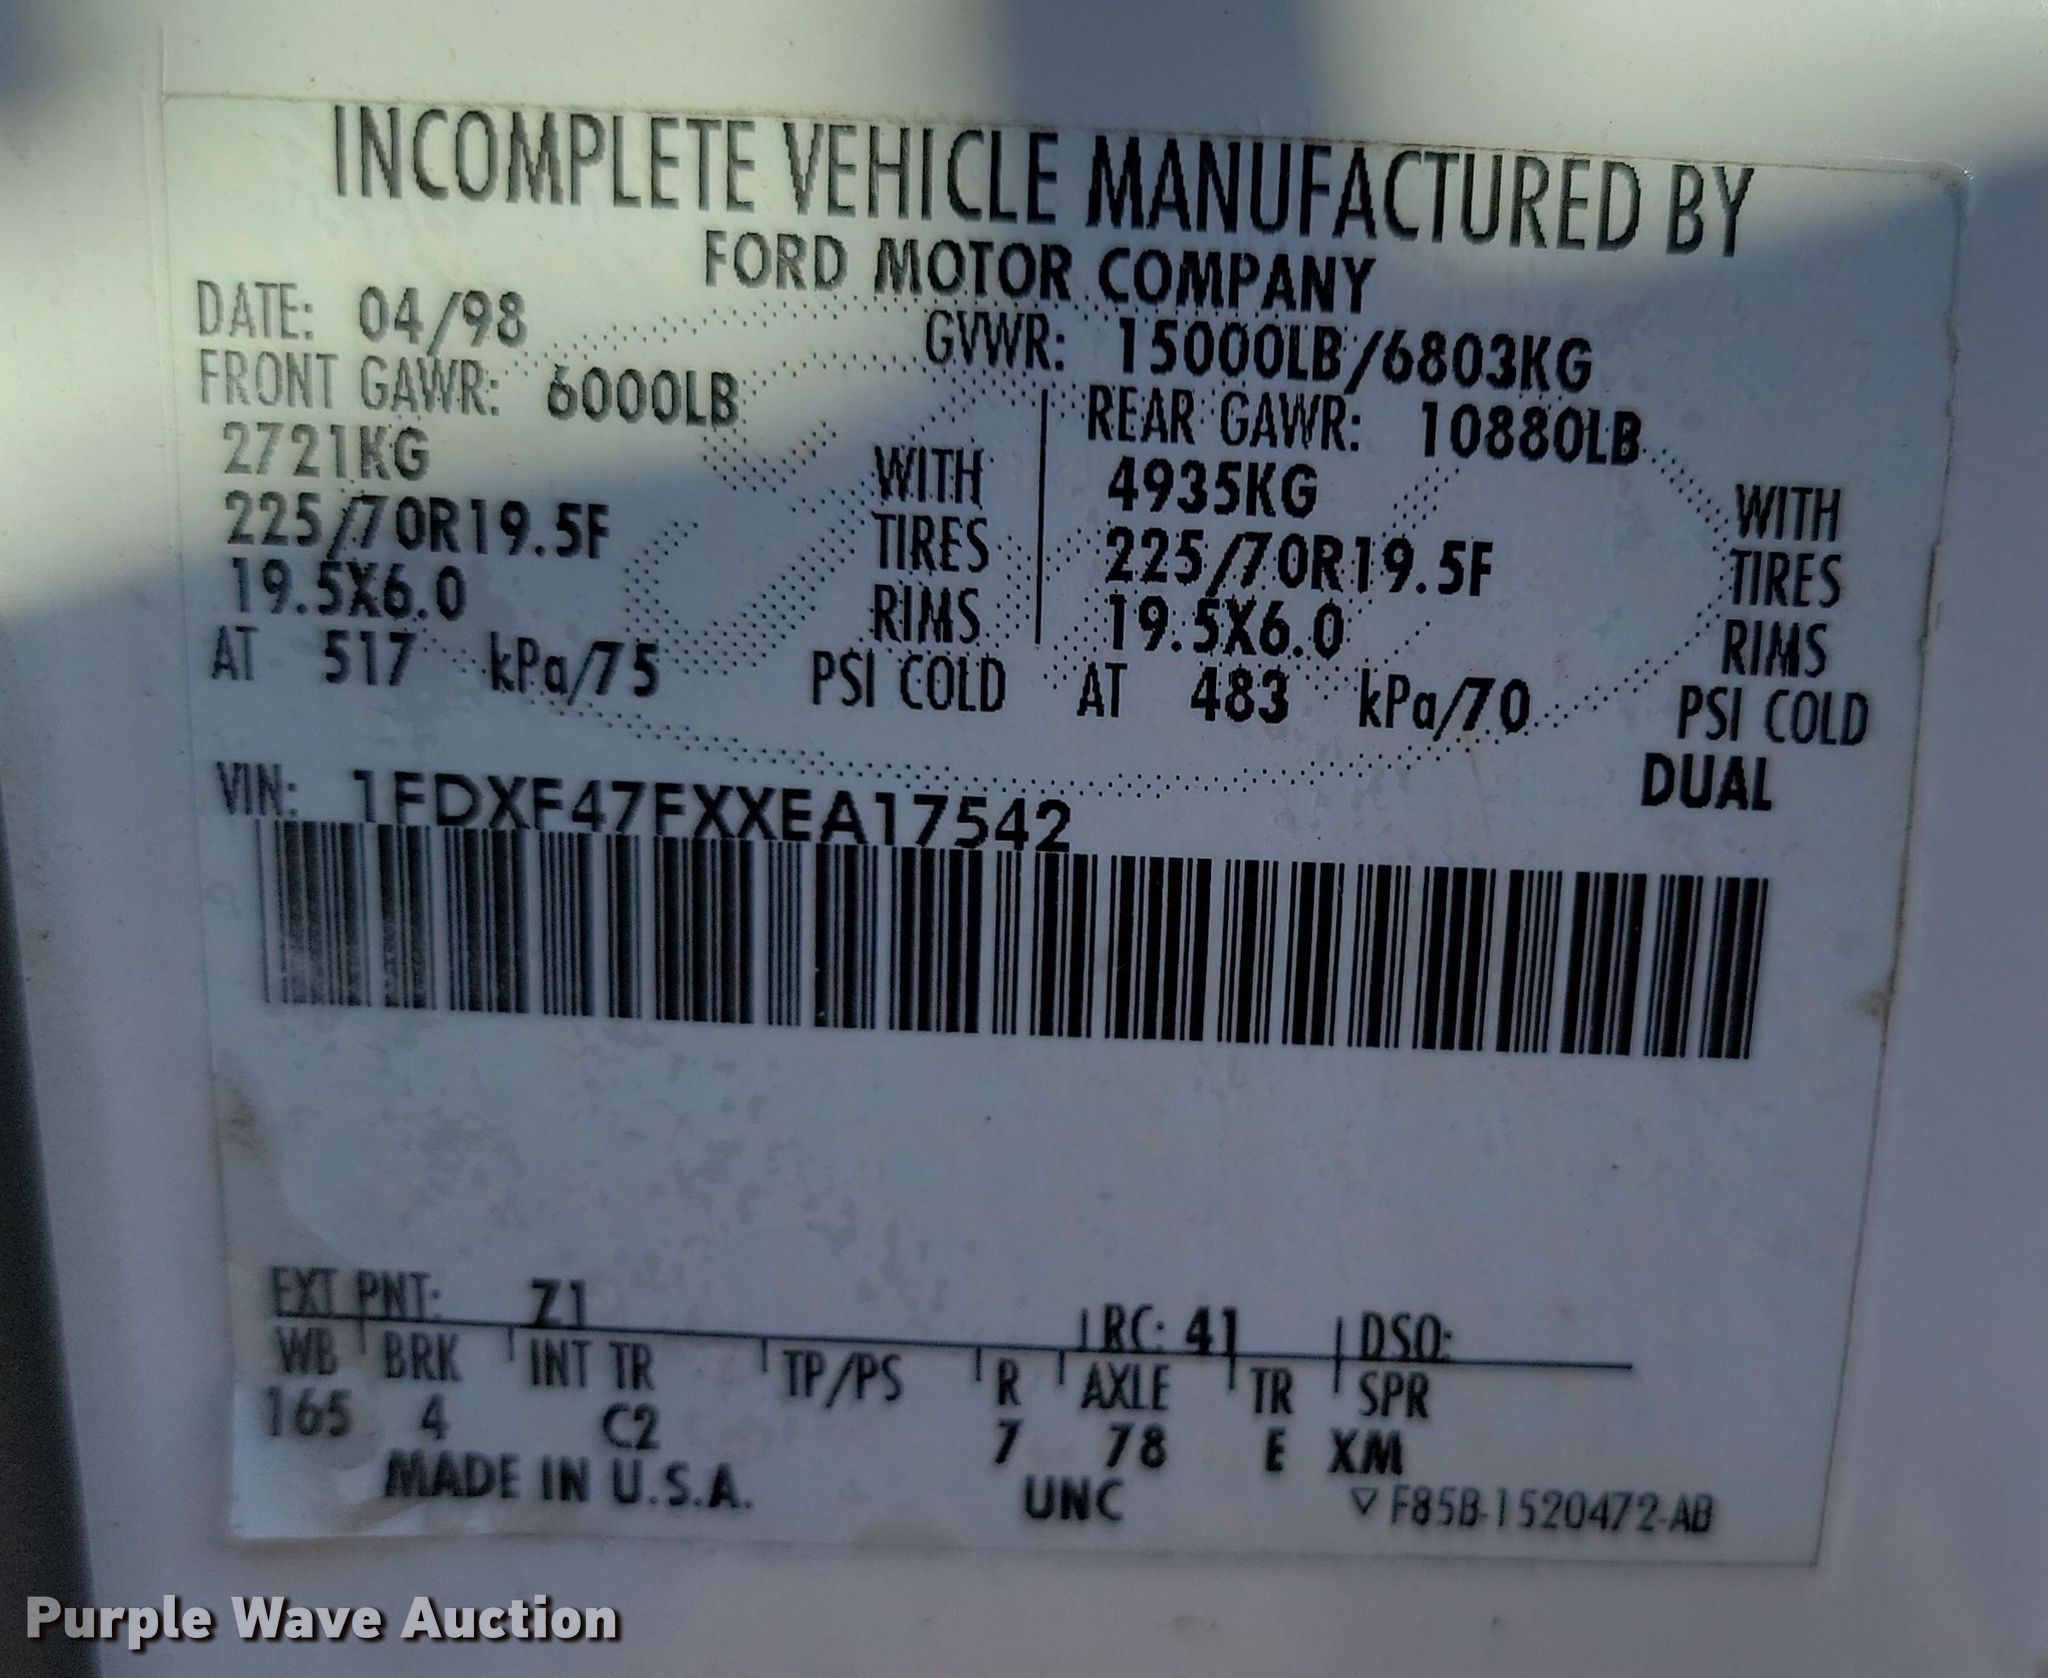 INCOMPLETE VEHICLE MANUFACTURED BY
FORD MOTOR COMPANY
DATE: 04/98 GVWR: 15000LB/6803KG
FRONT GAWR: 6000LB REAR GAWR: 10880LB
2721KG WITH 4935KG WITH
225/70R19.5F TIRES 225/70R19.5F TIRES
19.5X6.0 RIMS 19.5X6.0 RIMS
AT 517 kPa/75 PSI COLD AT 483 kPa/70 PSI COLD
DUAL
VIN: 1FDXF47FXXEA17542
EXT PNT: Z1 RC: 41 DSO:
WB BRK INT TR TP/PS R AXLE TR SPR
165 4 C2 7 78 E XM
MADE IN U.S.A. UNC ▽ F85B-1520472-AB
Purple Wave Auction